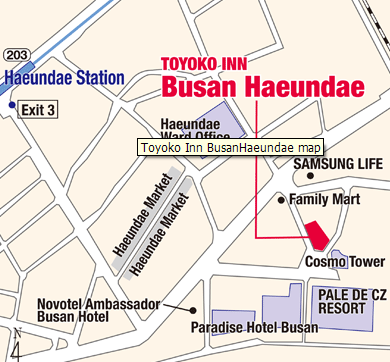 TOYOKO INN
Busan Haeundae
203
Haeundae Station
Exit 3
Haeundae
Ward Office
Toyoko Inn BusanHaeundae map
SAMSUNG LIFE
Haeundae Market
Haeundae Market
Family Mart
Cosmo Tower
Novotel Ambassador
Busan Hotel
PALE DE CZ
RESORT
Paradise Hotel Busan
N
4